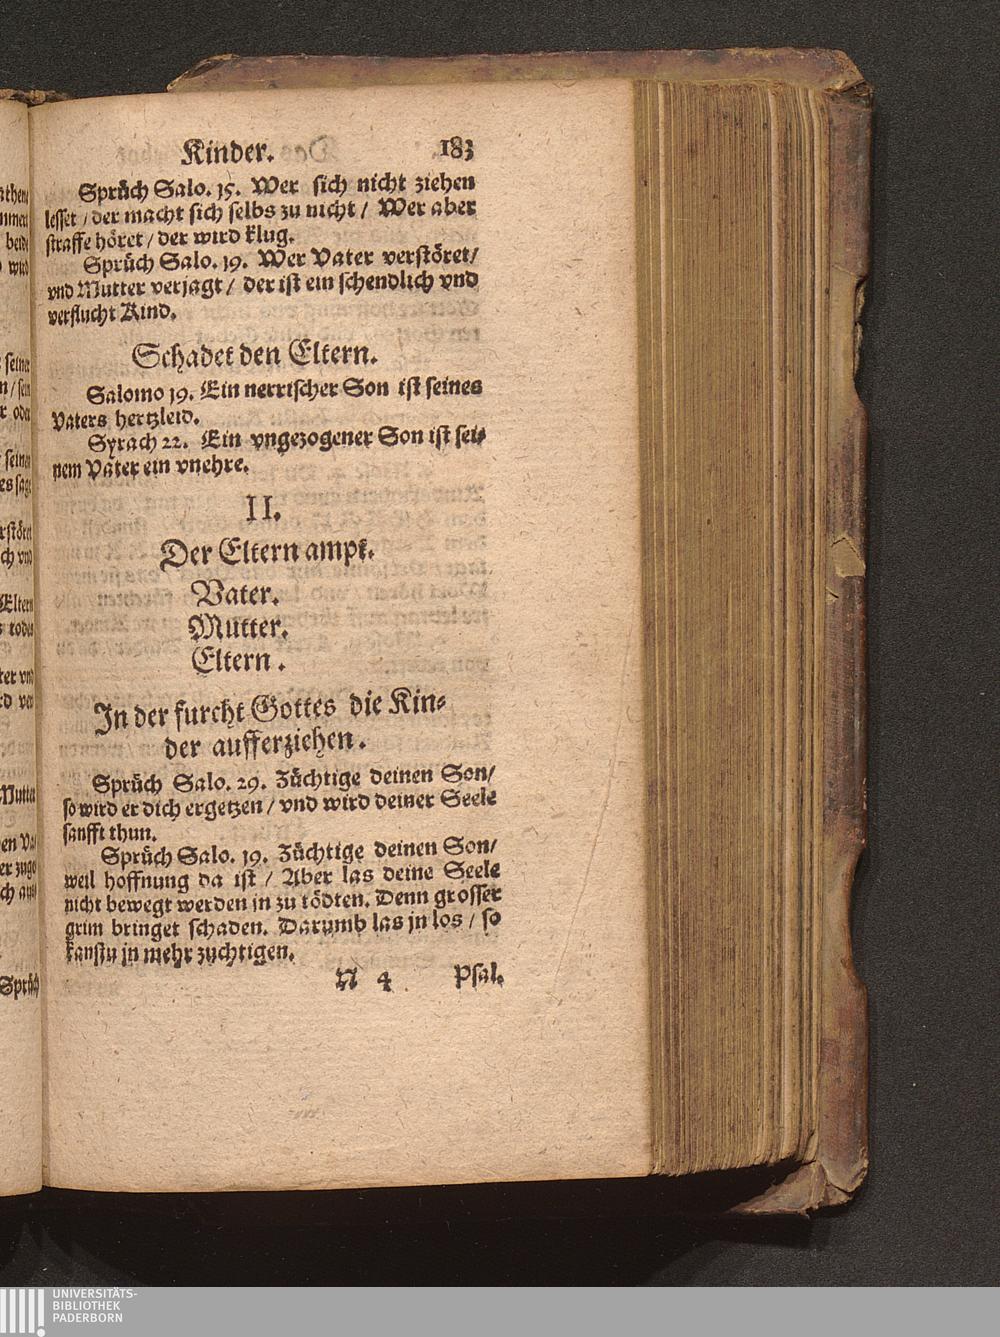 Kinder. 183
Sprüch Salo. 15. Wer sich nicht ziehen
lesset / der macht sich selbs zu nicht / Wer aber
straffe höret / der wird klug.
Sprüch Salo. 19. Wer Vater verstöret /
vnd Mutter verjagt / der ist ein schendlich vnd
verflucht Kind.
Schadet den Eltern.
Salomo 19. Ein nerrischer Son ist seines
Vaters hertzleid.
Syrach 22. Ein vngezogener Son ist sei-
nem Vater ein vnehre.
II.
Der Eltern ampt.
Vater.
Mutter.
Eltern.
In der furcht Gottes die Kin-
der aufferziehen.
Sprüch Salo. 29. Züchtige deinen Son /
so wird er dich ergetzen / vnd wird deiner Seele
sanfft thun.
Sprüch Salo. 19. Züchtige deinen Son /
weil hoffnung da ist / Aber las deine Seele
nicht bewegt werden jn zu tödten. Denn grosser
grim bringet schaden. Darumb las jn los / so
kanstu jn mehr zuchtigen.
N 4 Psal.
UNIVERSITÄTS-
BIBLIOTHEK
PADERBORN